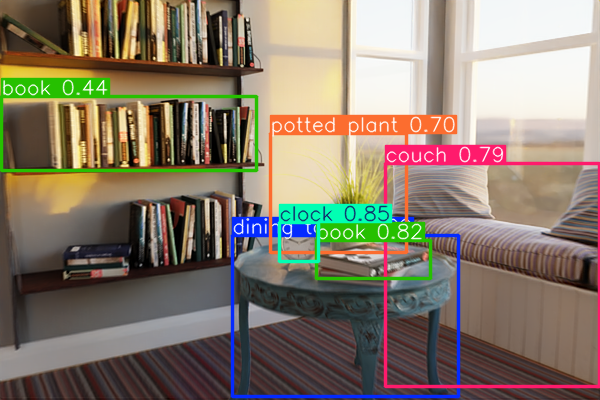 book 0.44
potted plant 0.70
couch 0.79
clock 0.85
dining
book 0.82